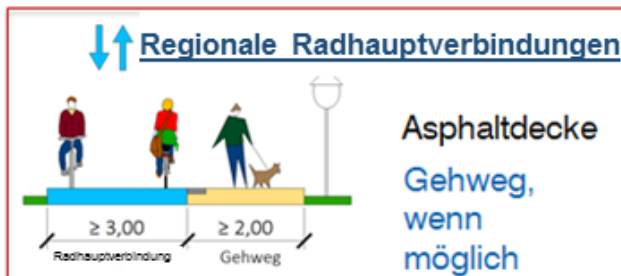 Regionale Radhauptverbindungen
Asphaltdecke
Gehweg,
wenn
möglich
≥ 3,00
≥ 2,00
Radhauptverbindung
Gehweg